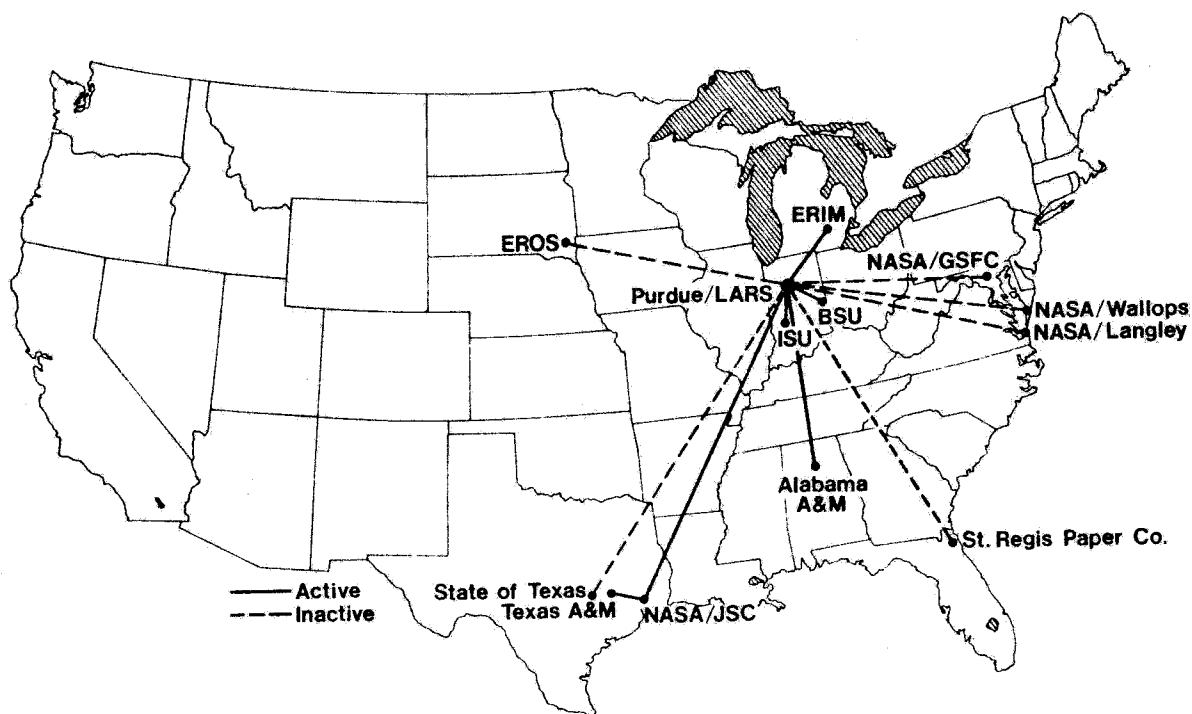 ERIM
EROS
NASA/GSFC
Purdue/LARS
BSU
NASA/Wallops
NASA/Langley
ISU
Alabama
A&M
St. Regis Paper Co.
State of Texas
Texas A&M
NASA/JSC
Active
Inactive